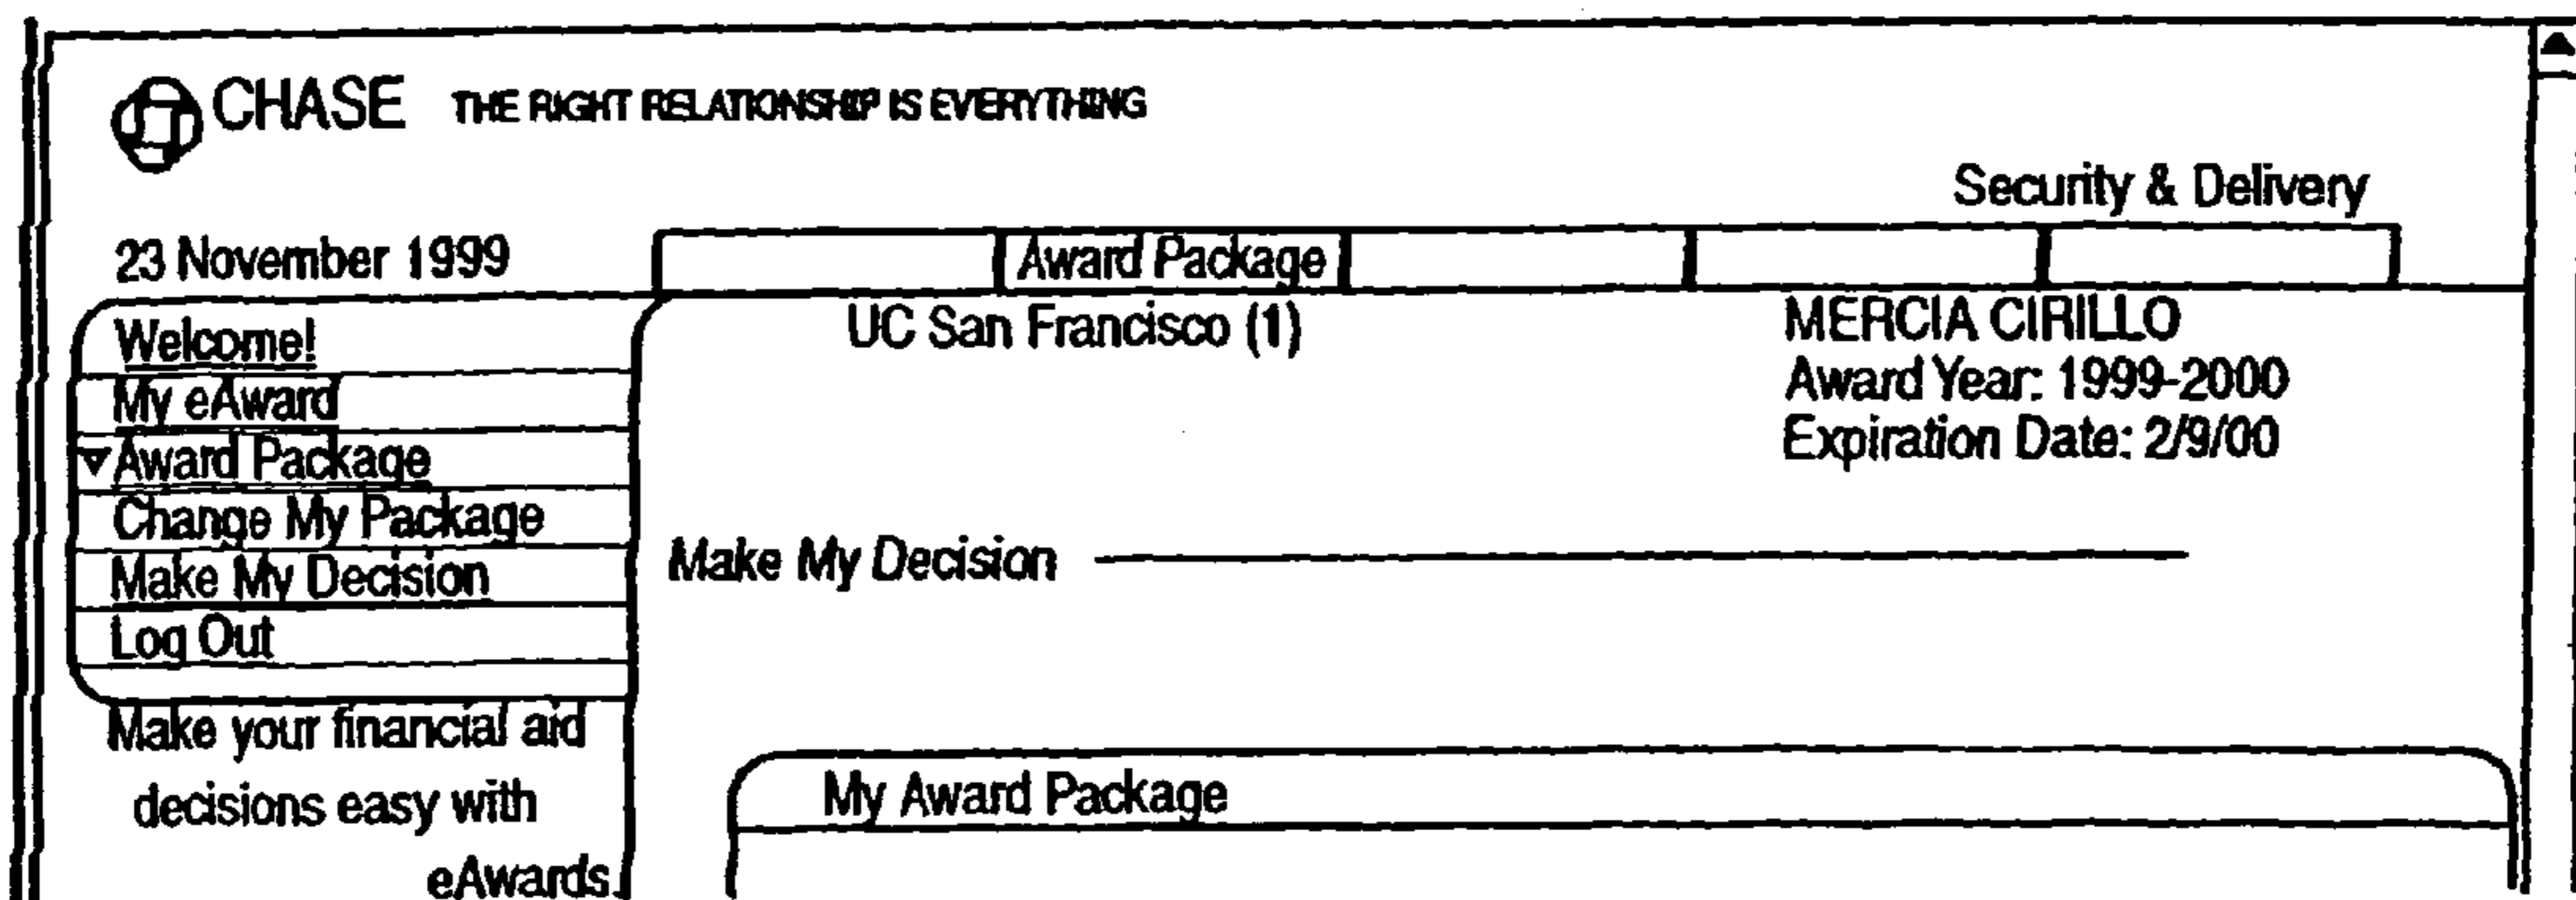 CHASE THE RIGHT RELATIONSHIP IS EVERYTHING
Security & Delivery
23 November 1999
Award Package
Welcome!
My eAward
Award Package
Change My Package
Make My Decision
Log Out
Make your financial aid
decisions easy with
eAwards.
UC San Francisco (1)
MERCIA CIRILLO
Award Year: 1999-2000
Expiration Date: 2/9/00
Make My Decision
My Award Package